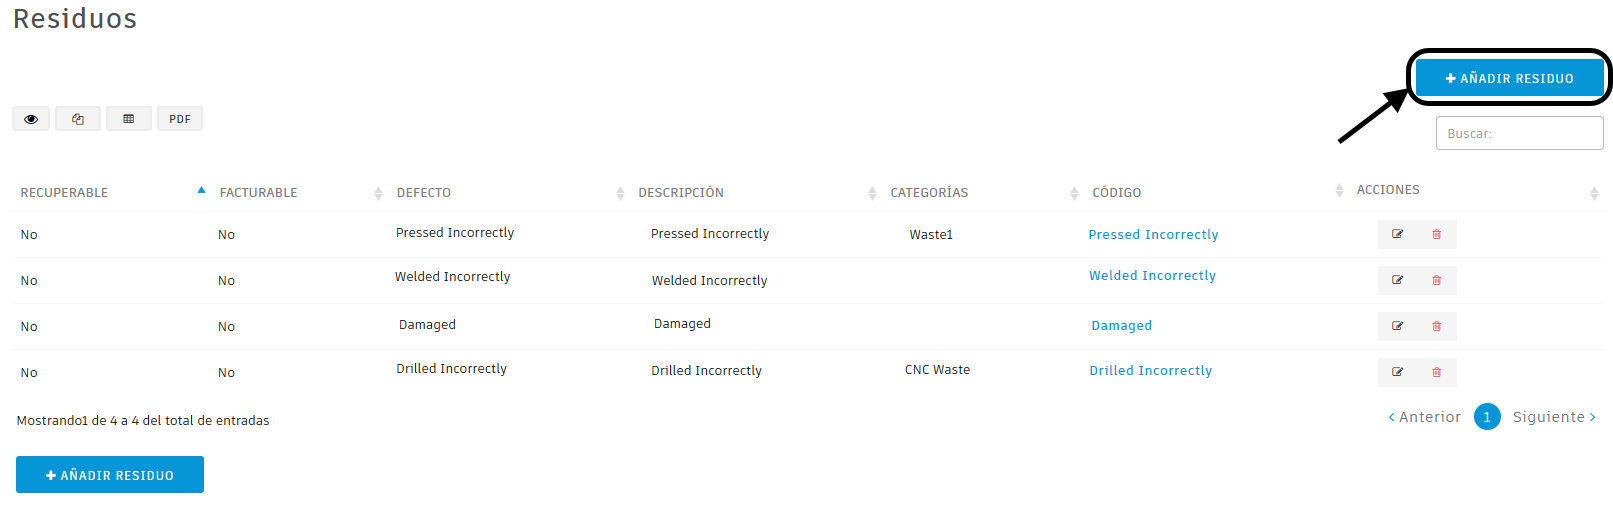 Residuos
AÑADIR RESIDUO
PDF
Buscar:
RECUPERABLE FACTURABLE DEFECTO DESCRIPCIÓN CATEGORÍAS CÓDIGO ACCIONES
No No Pressed Incorrectly Pressed Incorrectly Waste1 Pressed Incorrectly
No No Welded Incorrectly Welded Incorrectly Welded Incorrectly
No No Damaged Damaged Damaged
No No Drilled Incorrectly Drilled Incorrectly CNC Waste Drilled Incorrectly
Mostrando1 de 4 a 4 del total de entradas Anterior 1 Siguiente
AÑADIR RESIDUO